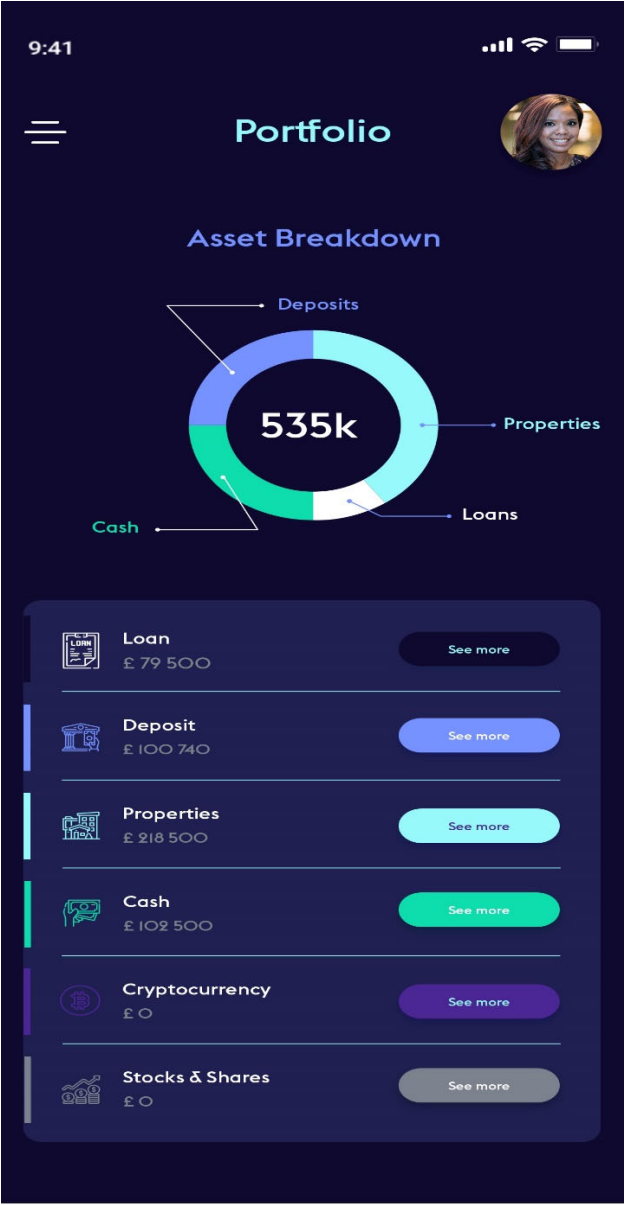 9:41
Portfolio
Asset Breakdown
Deposits
535k
Properties
Loans
Cash
LOAN
Loan
£ 79 500
See more
Deposit
£ 100 740
See more
Properties
£ 218 500
See more
Cash
£ 102 500
See more
Cryptocurrency
£ 0
See more
Stocks & Shares
£ 0
See more